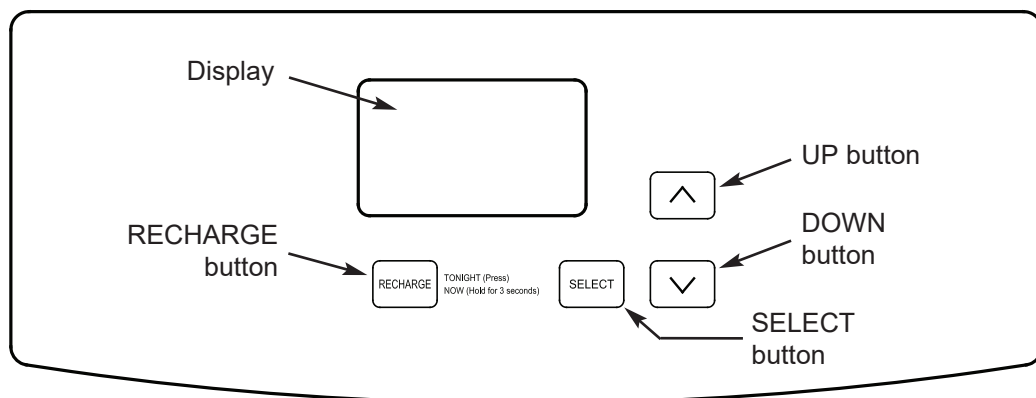 Display
UP button
RECHARGE
button
DOWN
button
RECHARGE
TONIGHT (Press)
NOW (Hold for 3 seconds)
SELECT
SELECT
button